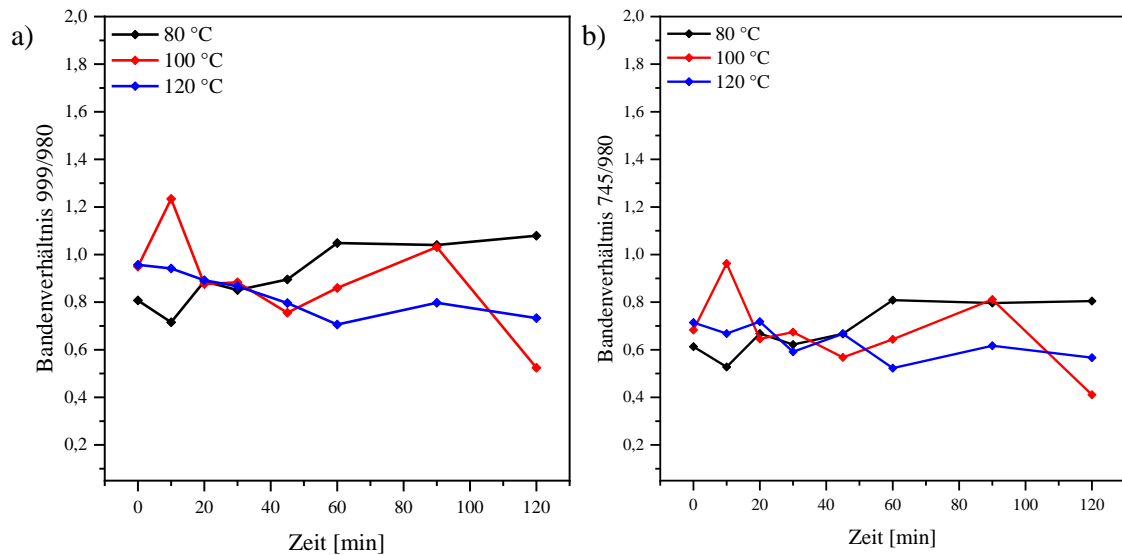 a)
80 °C
100 °C
120 °C
Bandenverhältnis 999/980
2,0
1,8
1,6
1,4
1,2
1,0
0,8
0,6
0,4
0,2
0 20 40 60 80 100 120
Zeit [min]
b)
80 °C
100 °C
120 °C
Bandenverhältnis 745/980
2,0
1,8
1,6
1,4
1,2
1,0
0,8
0,6
0,4
0,2
0 20 40 60 80 100 120
Zeit [min]